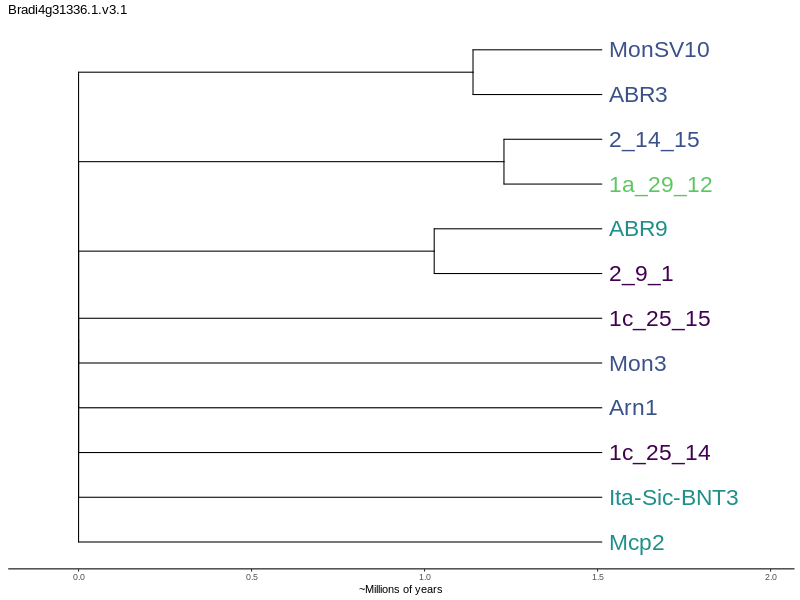 Bradi4g31336.1.v3.1
MonSV10
ABR3
2_14_15
1a_29_12
ABR9
2_9_1
1c_25_15
Mon3
Arn1
1c_25_14
Ita-Sic-BNT3
Mcp2
0.0 0.5 1.0 1.5 2.0
~Millions of years